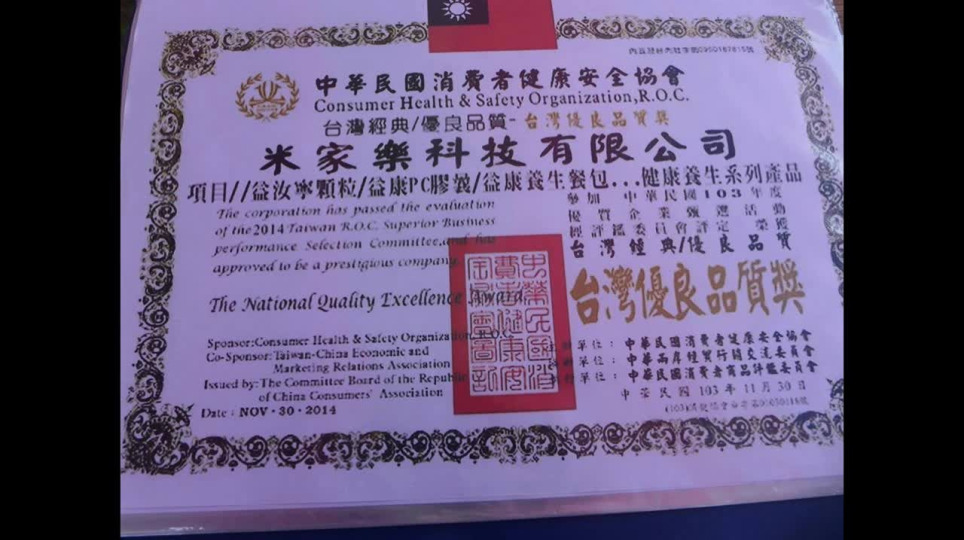 中華民國消費者健康安全協會
Consumer Health & Safety Organization,R.O.C.
台灣經典/優良品質-台灣優良品質獎
米家樂科技有限公司
項目//益汝寧顆粒/益康PC膠囊/益康養生餐包...健康養生系列產品
The corporation has passed the evaluation
of the2014 Taiwan R.O.C. Superior Business
performance Selection Committee,and has
approved to be a prestigious company.
The National Quality Excellence Award
參加 中華民國103年度
優質企業甄選活動
經評鑑委員會評定 榮獲
台灣經典/優良品質
台灣優良品質獎
Sponsor:Consumer Health & Safety Organization,R.O.C.
Co-Sponsor:Taiwan-China Economic and
Marketing Relations Association
Issued by:The Committee Board of the Republic
of China Consumers' Association
Date : NOV·30·2014
單位：中華民國消費者健康安全協會
單位：中華兩岸經貿行銷交流委員會
單位：中華民國消費者商品評鑑委員會
中華民國 103 年 11 月 30 日